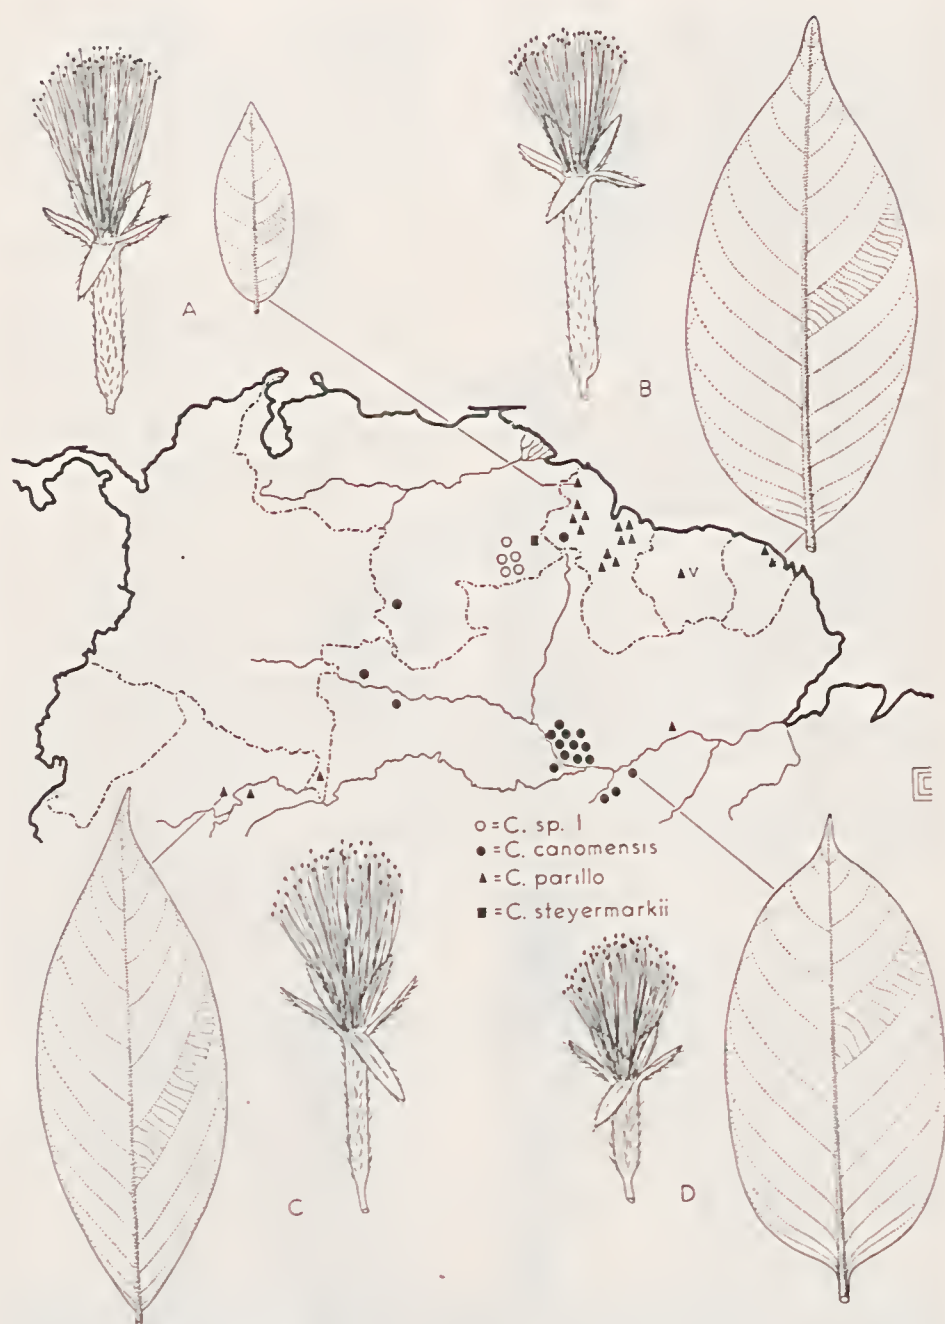 A
B
v
○ = C. sp. 1
● = C. canomensis
▲ = C. parillo
■ = C. steyermarkii
C
D